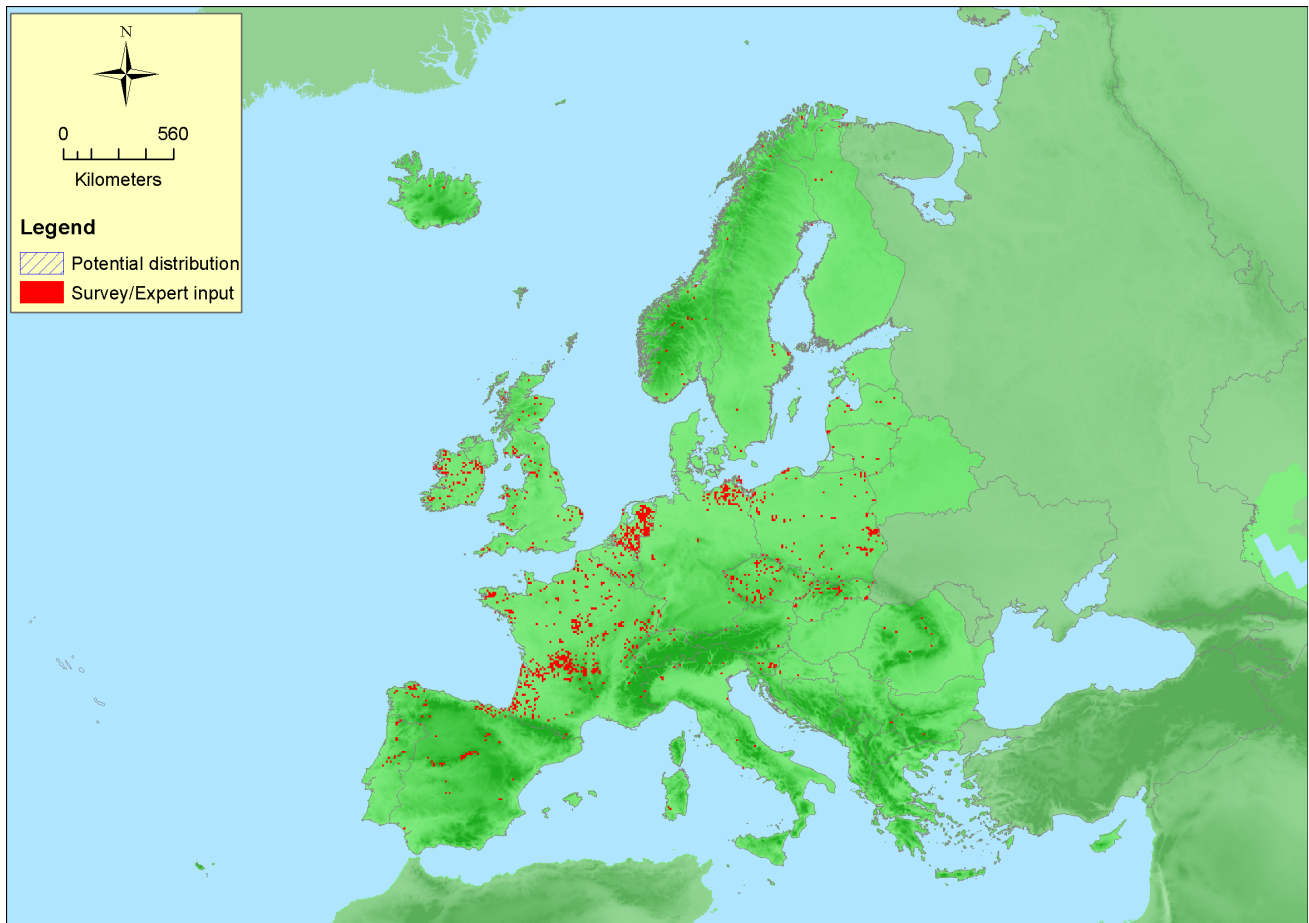 N
0 560
Kilometers
Legend
Potential distribution
Survey/Expert input